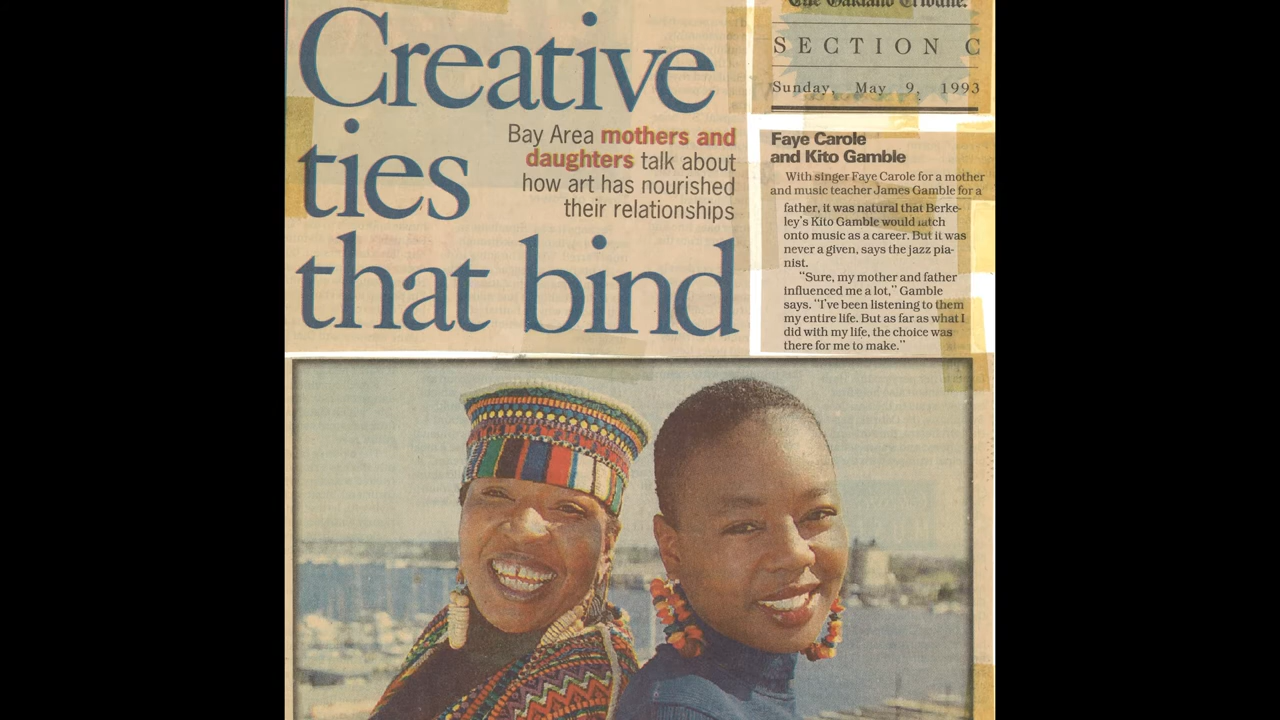 Creative
ties
that bind
Bay Area mothers and
daughters talk about
how art has nourished
their relationships
The Oakland Tribune.
SECTION C
Sunday, May 9, 1993
Faye Carole
and Kito Gamble
With singer Faye Carole for a mother
and music teacher James Gamble for a
father, it was natural that Berke-
ley's Kito Gamble would latch
onto music as a career. But it was
never a given, says the jazz pia-
nist.
"Sure, my mother and father
influenced me a lot," Gamble
says. "I've been listening to them
my entire life. But as far as what I
did with my life, the choice was
there for me to make."